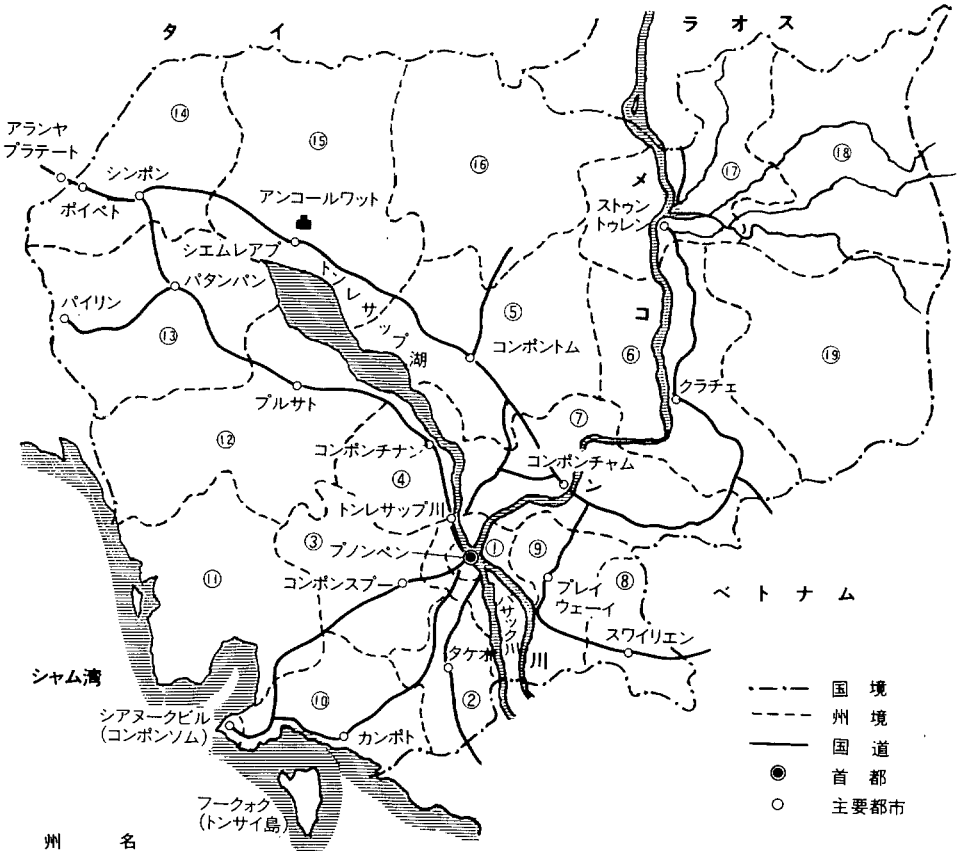 タイ
ラオス
⑭
⑮
⑯
⑰
⑱
アランヤ
プラテート
シソポン
ポイペト
アンコールワット
メ
ストゥン
トゥレン
シエムレアプ
トンレサップ湖
パイリン
バタンバン
⑬
⑤
コンポントム
コ
⑥
⑲
プルサト
クラチェ
⑦
⑫
コンポンチナン
コンポンチャム
④
ン
トンレサップ川
③
プノンペン
①
⑨
⑪
コンポンスプー
プレイ
ウェーイ
⑧
ベトナム
バサック川
スワイリエン
川
タケオ
シャム湾
②
⑩
シアヌークビル
(コンポンソム)
カンポト
フークォク
(トンサイ島)
国境
州境
国道
首都
主要都市
州名